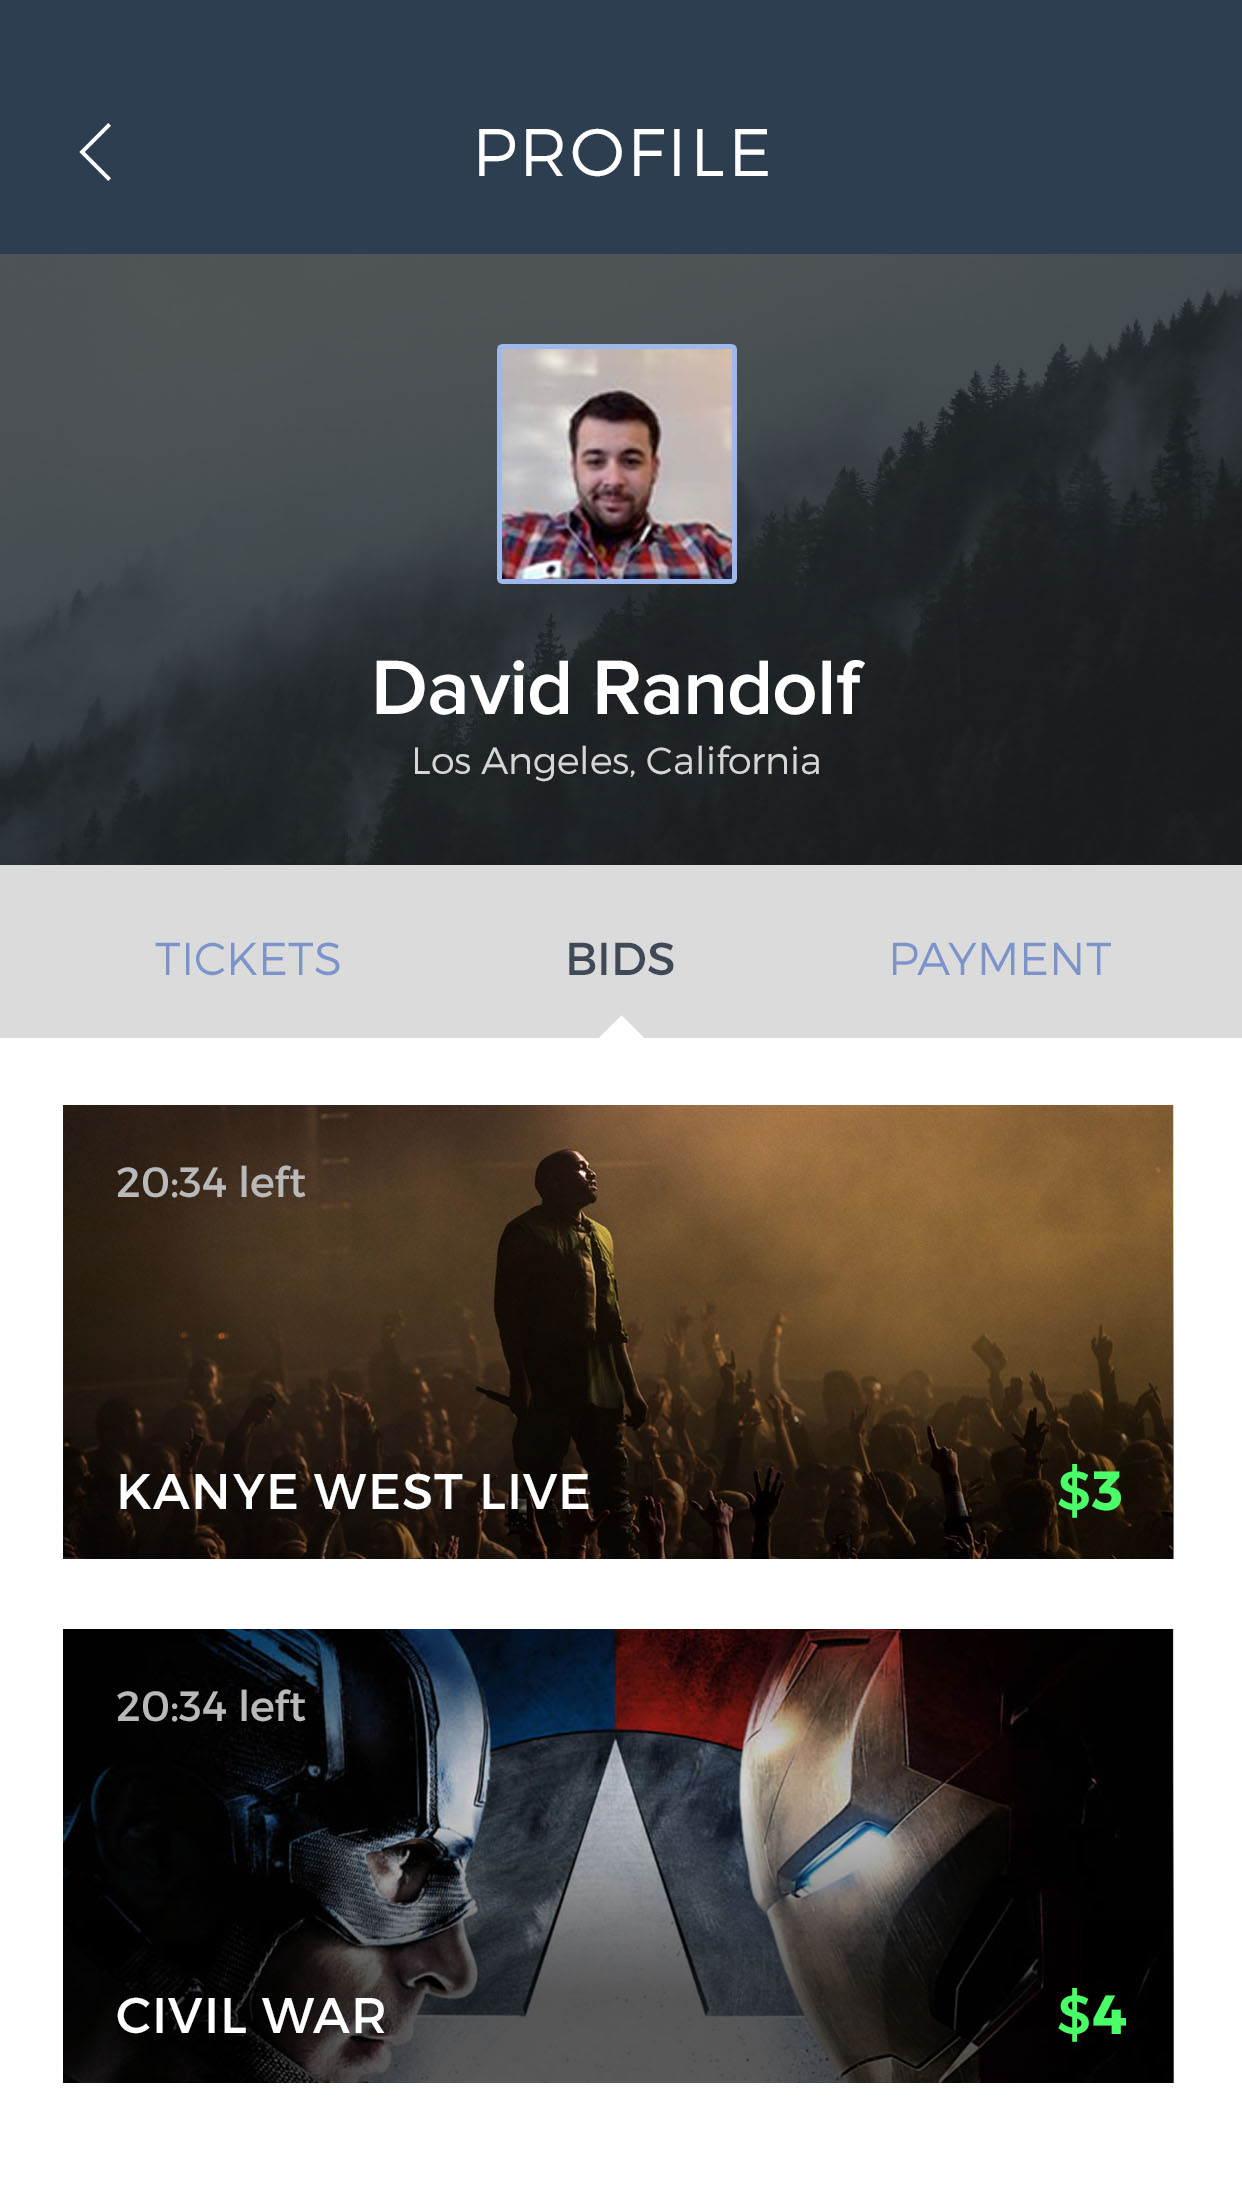 PROFILE
David Randolf
Los Angeles, California
TICKETS BIDS PAYMENT
20:34 left
KANYE WEST LIVE $3
20:34 left
CIVIL WAR $4